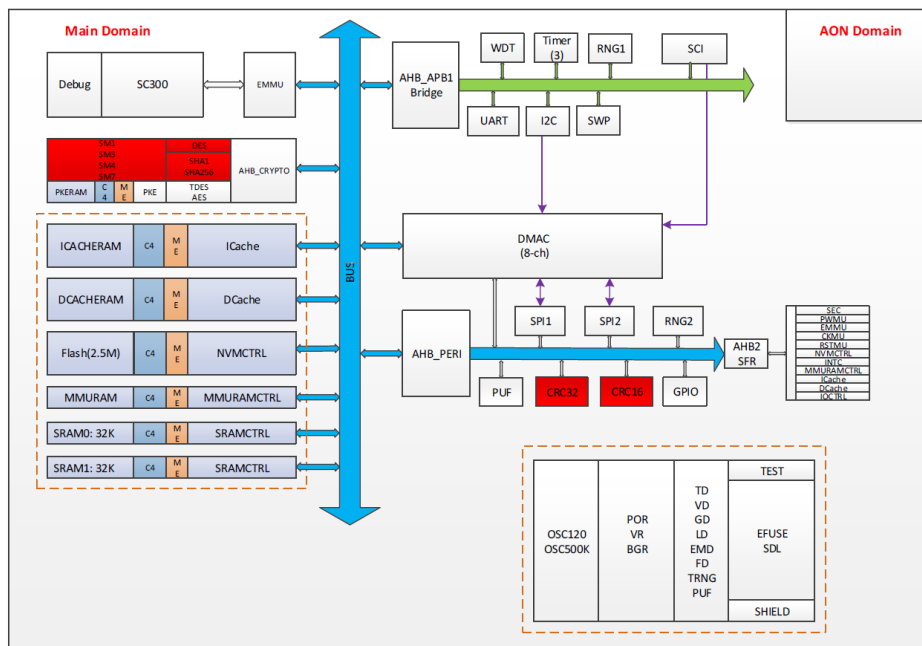 Main Domain
AON Domain
Debug
SC300
EMMU
AHB_APB1
Bridge
WDT
Timer
(3)
RNG1
SCI
UART
I2C
SWP
SM1
SM3
SM4
SM7
DES
SHA1
SHA256
AHB_CRYPTO
PKERAM
C
4
M
E
PKE
TDES
AES
BUS
ICACHERAM
C4
M
E
ICache
DMAC
(8-ch)
DCACHERAM
C4
M
E
DCache
Flash(2.5M)
C4
M
E
NVMCTRL
MMURAM
C4
M
E
MMURAMCTRL
SRAM0: 32K
C4
M
E
SRAMCTRL
SRAM1: 32K
C4
M
E
SRAMCTRL
AHB_PERI
SPI1
SPI2
RNG2
PUF
CRC32
CRC16
GPIO
AHB2
SFR
SEC
PWMU
EMMU
CKMU
RSTMU
NVMCTRL
INTC
MMURAMCTRL
ICache
DCache
IOCTRL
OSC120
OSC500K
POR
VR
BGR
TD
VD
GD
LD
EMD
FD
TRNG
PUF
TEST
EFUSE
SDL
SHIELD